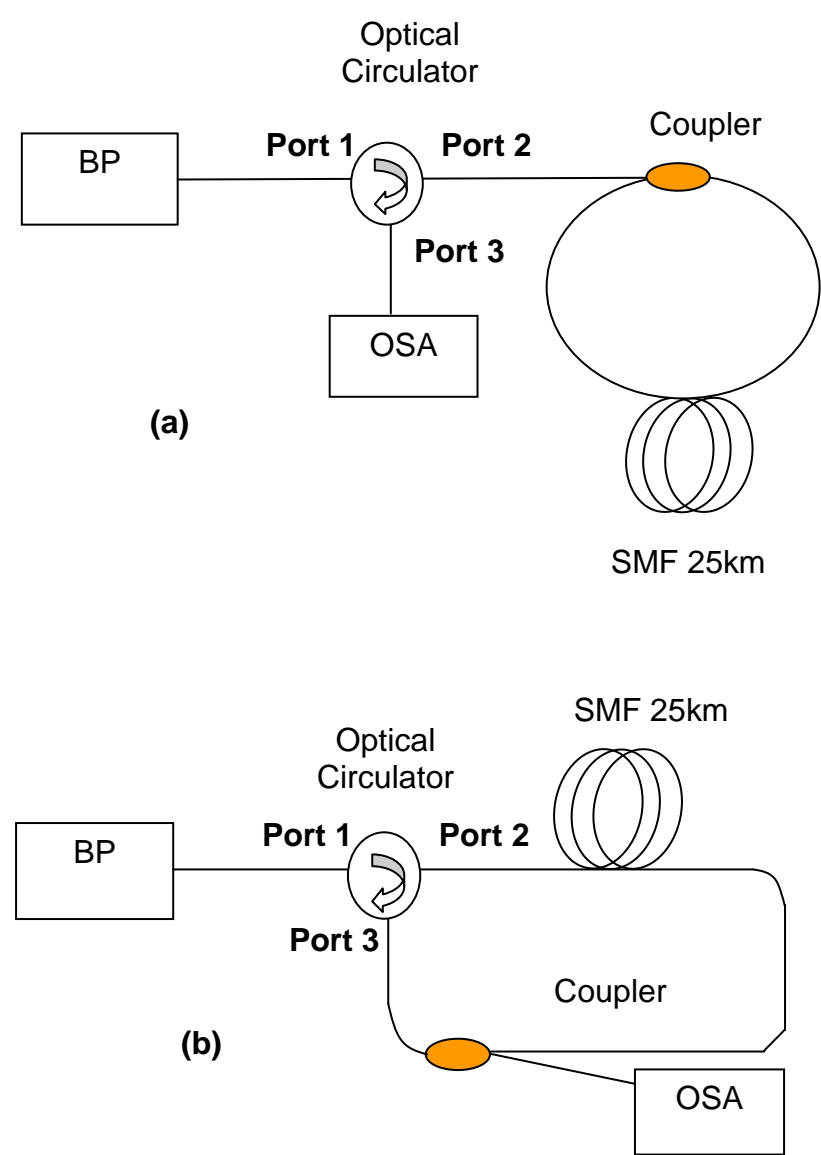 Optical
Circulator
Coupler
BP
Port 1
Port 2
Port 3
OSA
(a)
SMF 25km
SMF 25km
Optical
Circulator
BP
Port 1
Port 2
Port 3
Coupler
(b)
OSA